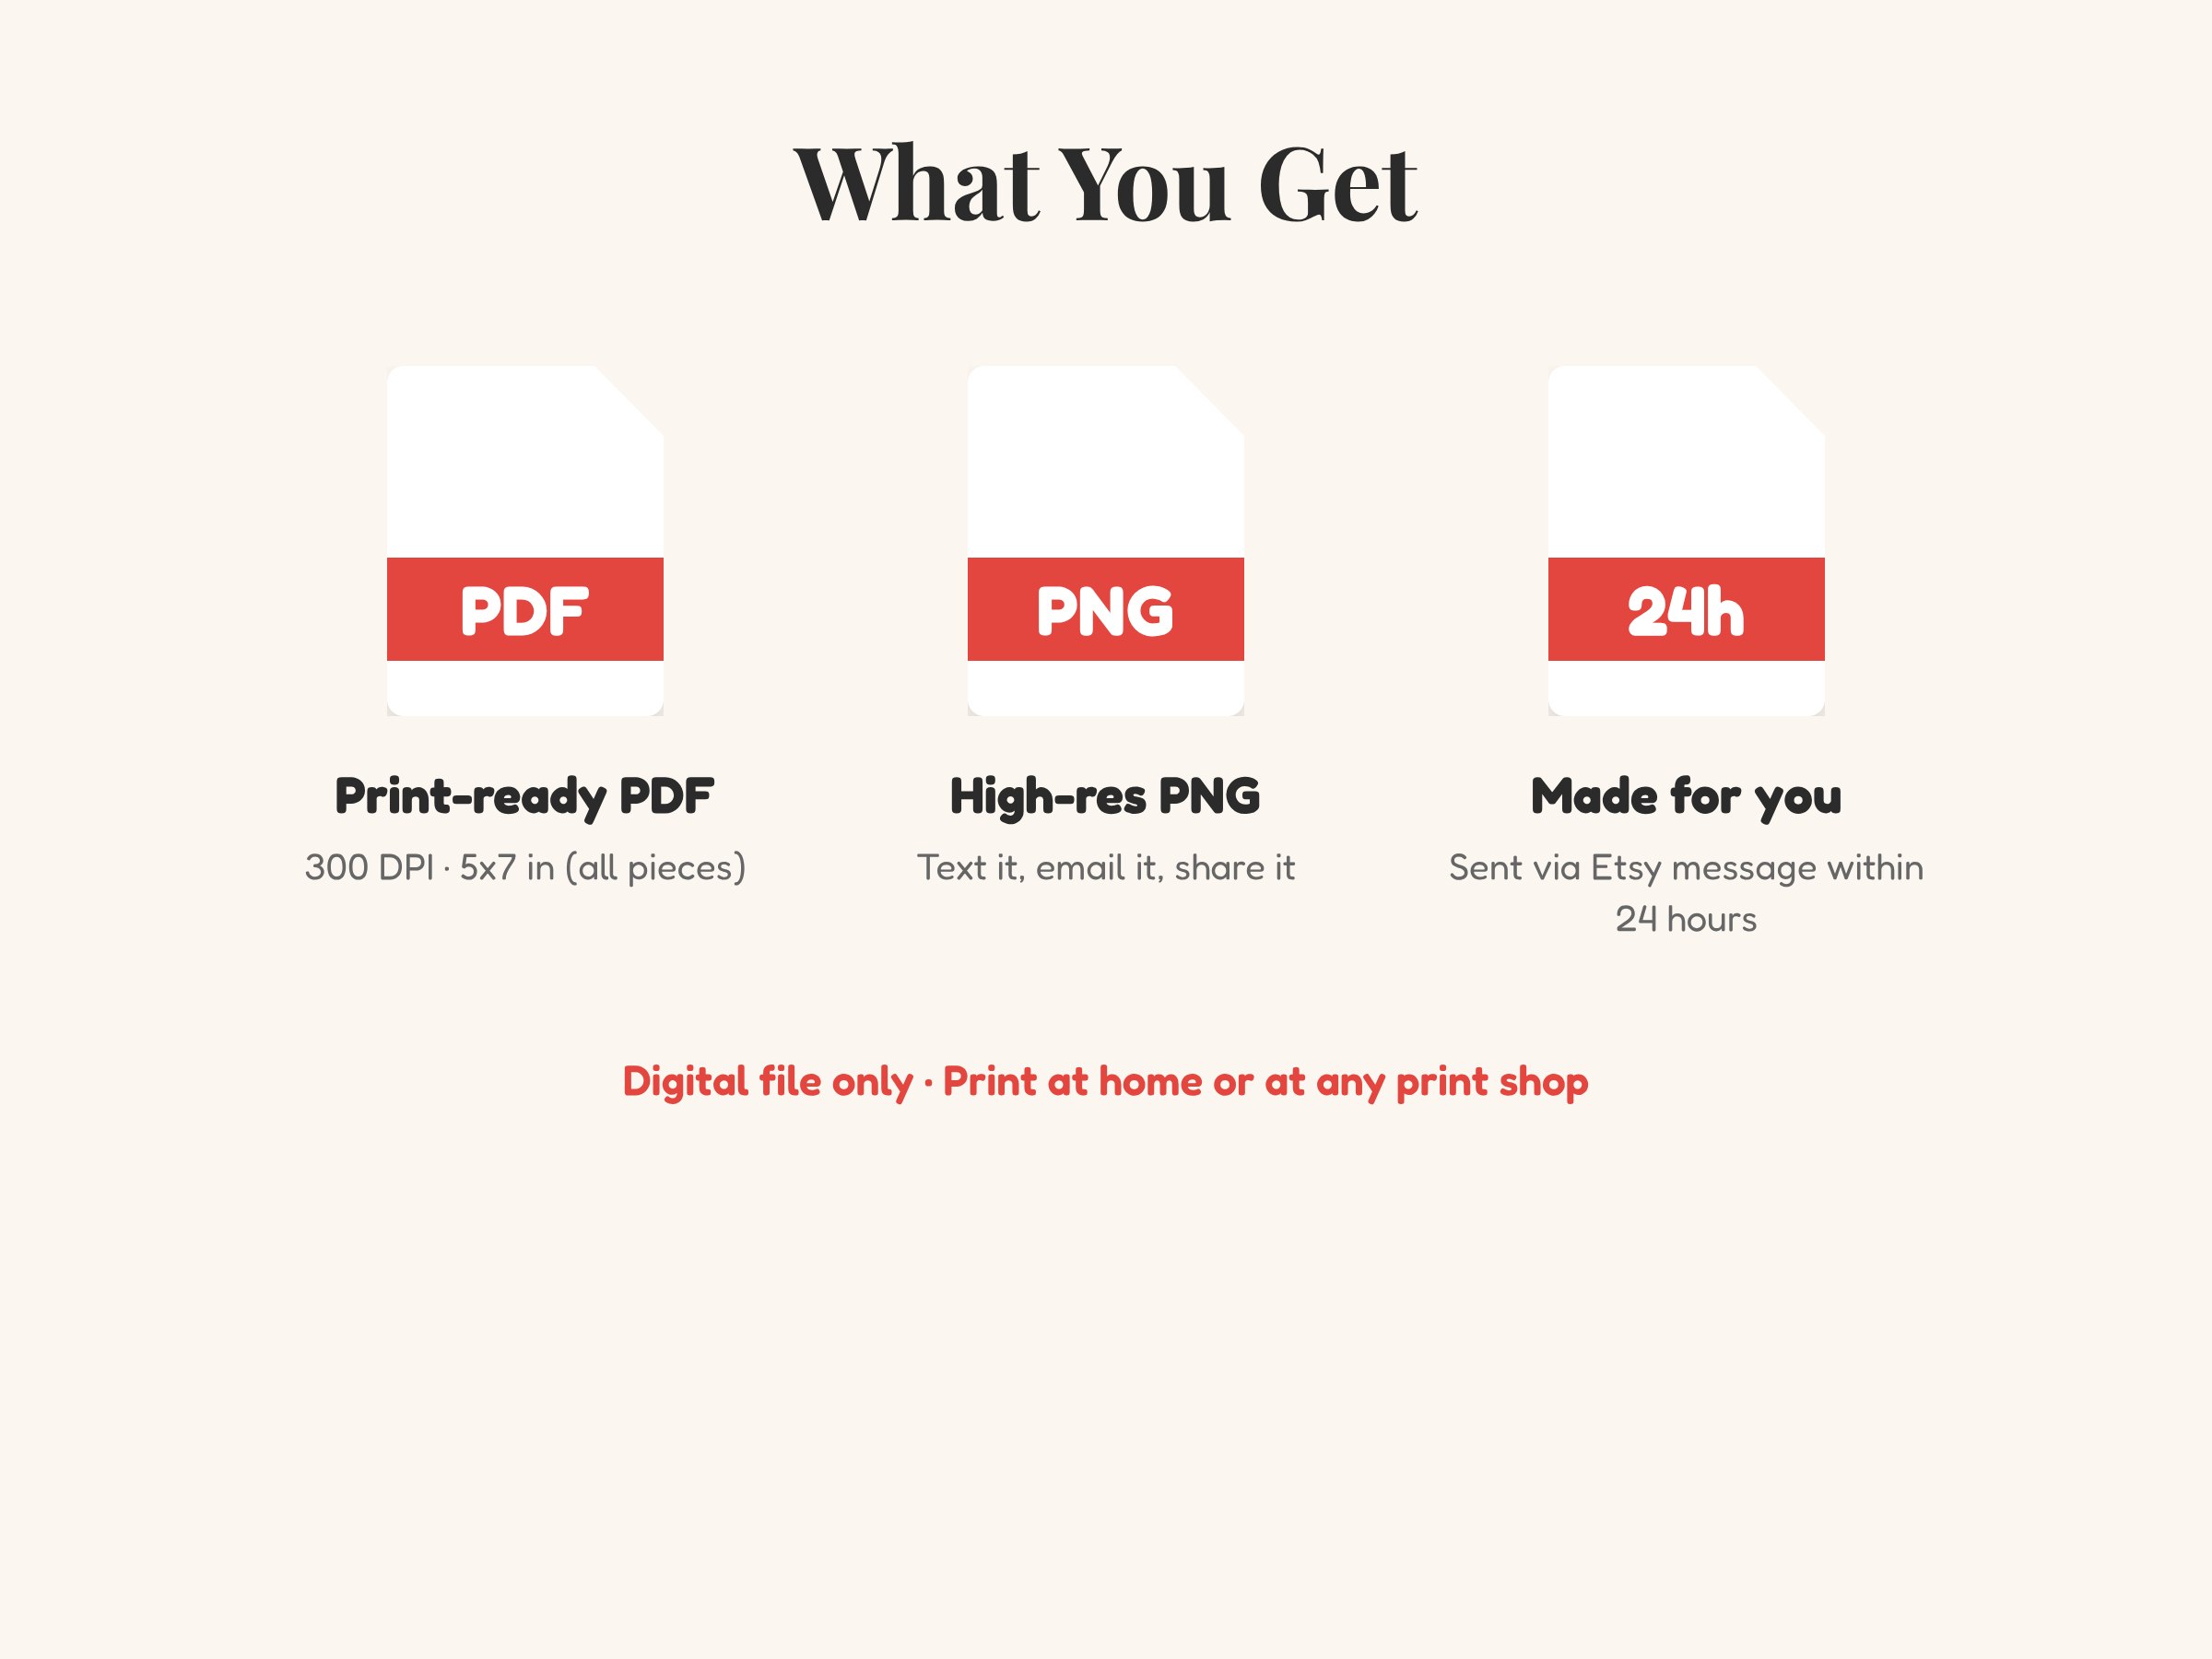 What You Get
PDF
PNG
24h
Print-ready PDF
300 DPI · 5x7 in (all pieces)
High-res PNG
Text it, email it, share it
Made for you
Sent via Etsy message within
24 hours
Digital file only · Print at home or at any print shop